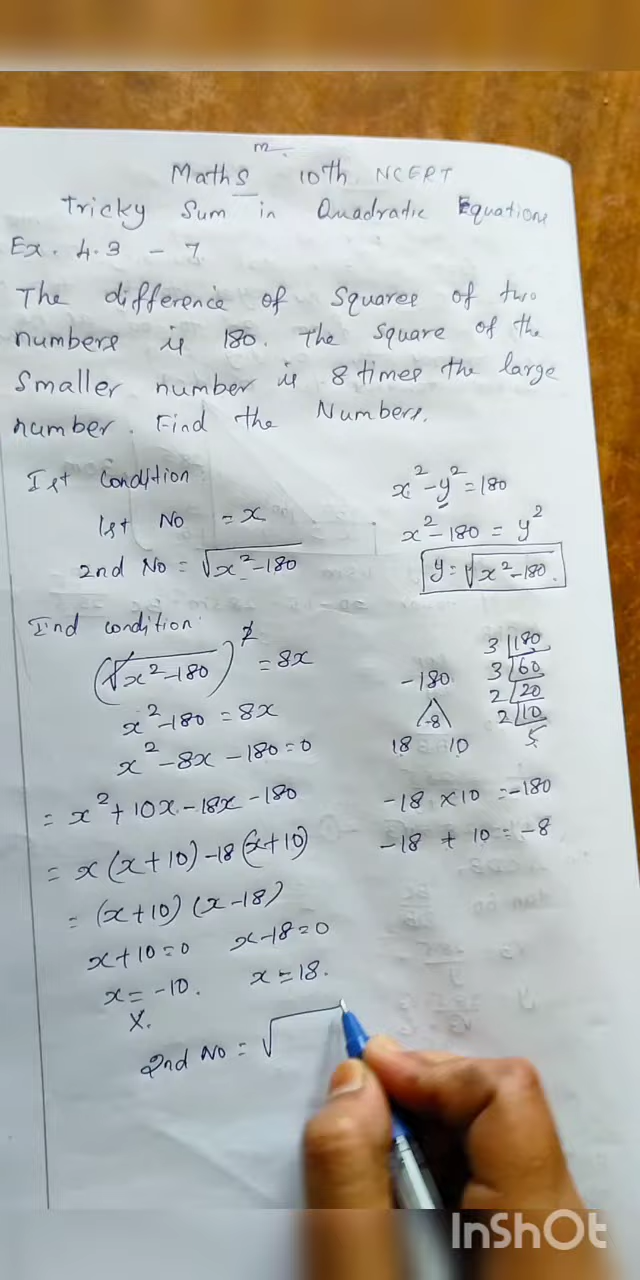 m.
Maths 10th NCERT
Tricky Sum in Quadratic Equations
Ex. 4.3 - 7
The difference of squares of two
numbers is 180. The square of the
smaller number is 8 times the large
number. Find the Numbers.
Ist Condition
1st No = x
2nd No = √x²-180
x² - y² = 180
x² - 180 = y²
y = √x²-180
IInd condition:
(√x²-180)² = 8x
x²-180 = 8x
x² - 8x - 180 = 0
= x² + 10x - 18x - 180
= x(x+10) - 18(x+10)
= (x+10) (x-18)
x+10 = 0 x-18 = 0
x = -10. x = 18.
X.
2nd No = √
-180
-8
18 10
3 180
3 60
2 20
2 10
5
-18 × 10 = -180
-18 + 10 = -8
InShOt